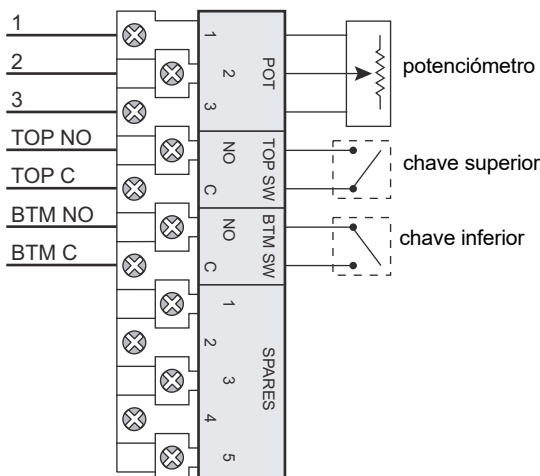 1
2
3
TOP NO
TOP C
BTM NO
BTM C
1
2
3
POT
NO
C
TOP SW
NO
C
BTM SW
1
2
3
4
5
SPARES
potenciómetro
chave superior
chave inferior